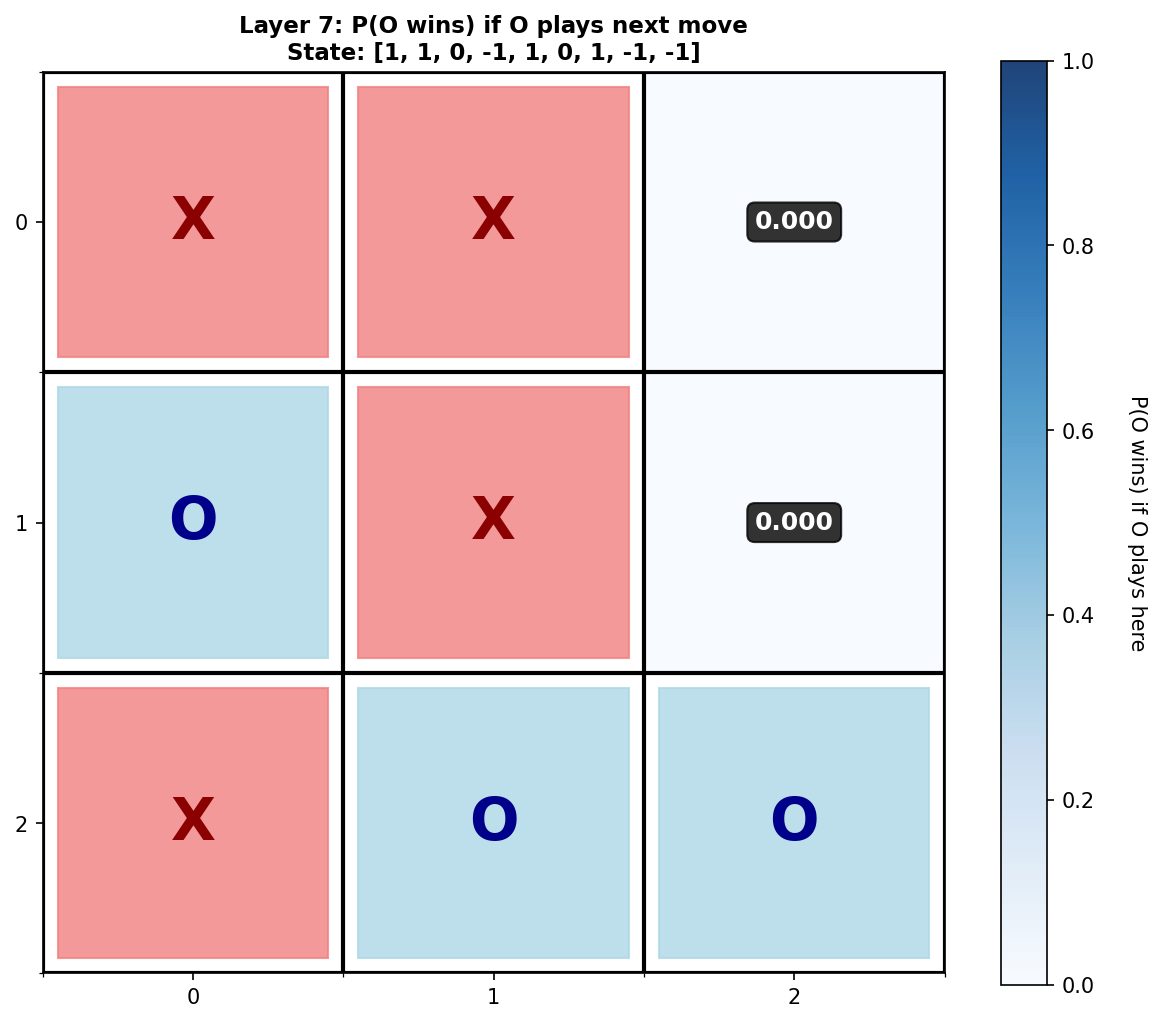 Layer 7: P(O wins) if O plays next move
State: [1, 1, 0, -1, 1, 0, 1, -1, -1]
0
X
X
0.000
1
O
X
0.000
2
X
O
O
0
1
2
1.0
0.8
0.6
0.4
0.2
0.0
P(O wins) if O plays here